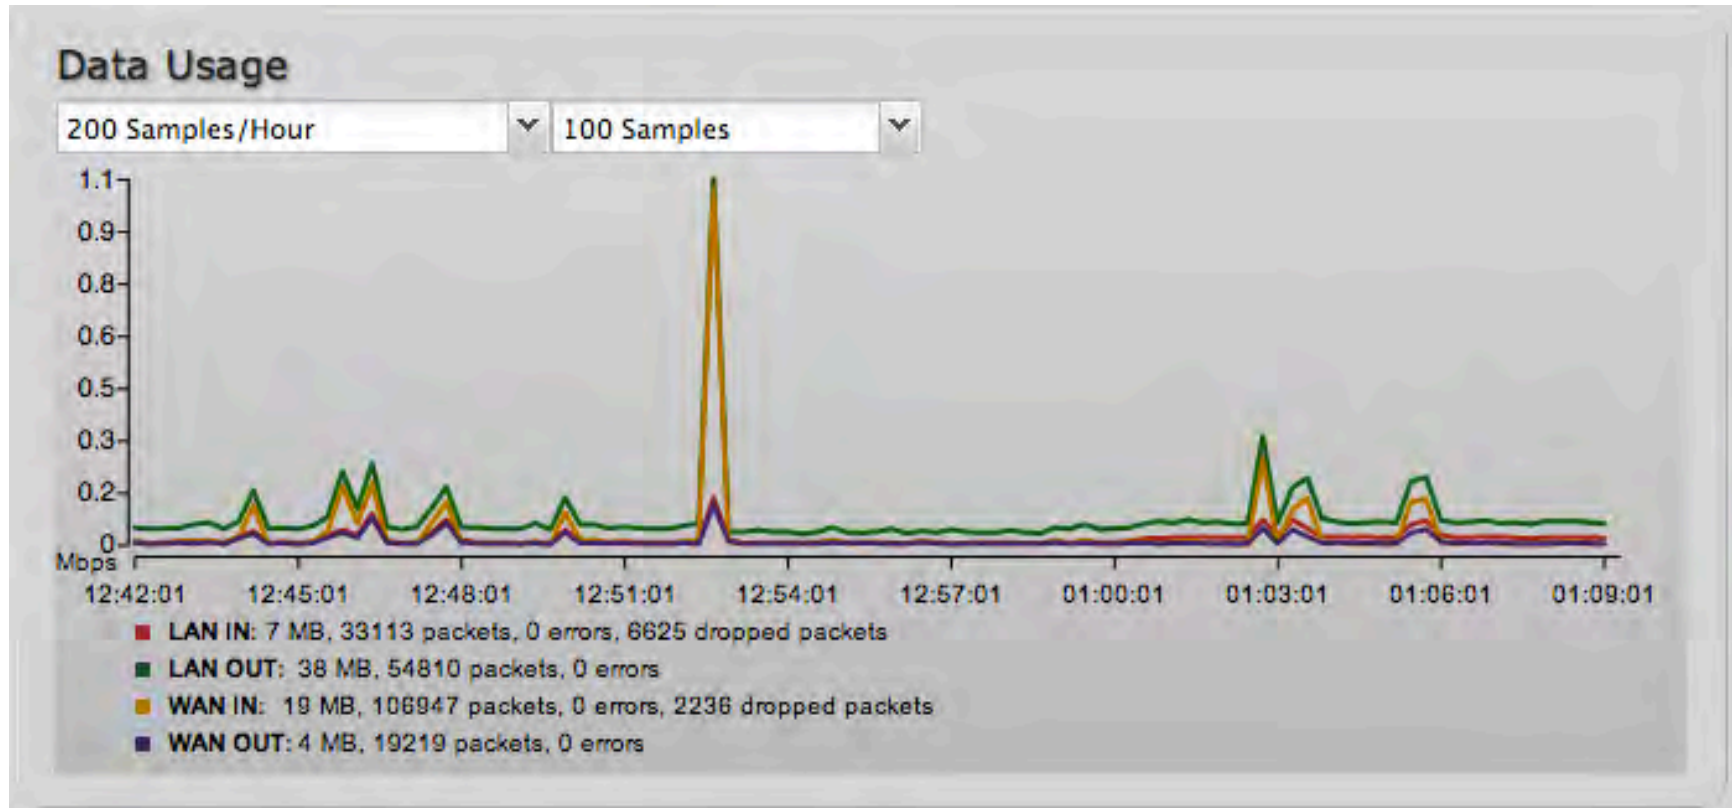 Data Usage
200 Samples/Hour 100 Samples
1.1
0.9
0.8
0.6
0.5
0.3
0.2
0
Mbps
12:42:01 12:45:01 12:48:01 12:51:01 12:54:01 12:57:01 01:00:01 01:03:01 01:06:01 01:09:01
LAN IN: 7 MB, 33113 packets, 0 errors, 6625 dropped packets
LAN OUT: 38 MB, 54810 packets, 0 errors
WAN IN: 19 MB, 106947 packets, 0 errors, 2236 dropped packets
WAN OUT: 4 MB, 19219 packets, 0 errors